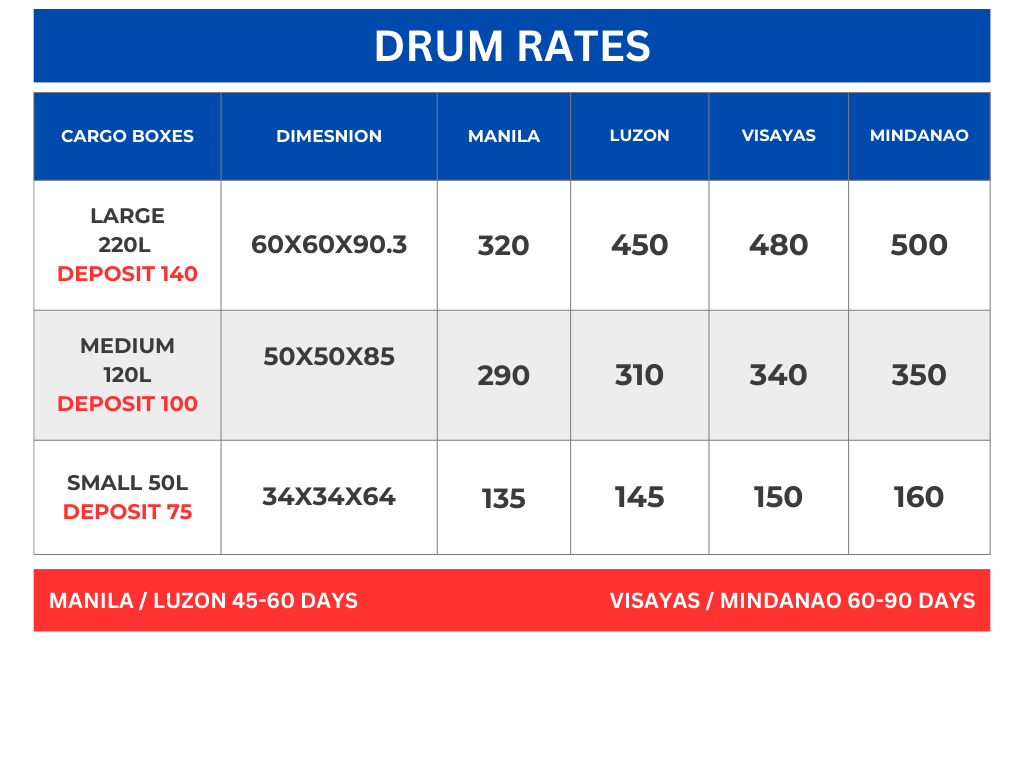 DRUM RATES
CARGO BOXES DIMESNION MANILA LUZON VISAYAS MINDANAO
LARGE
220L
DEPOSIT 140
60X60X90.3 320 450 480 500
MEDIUM
120L
DEPOSIT 100
50X50X85 290 310 340 350
SMALL 50L
DEPOSIT 75
34X34X64 135 145 150 160
MANILA / LUZON 45-60 DAYS VISAYAS / MINDANAO 60-90 DAYS